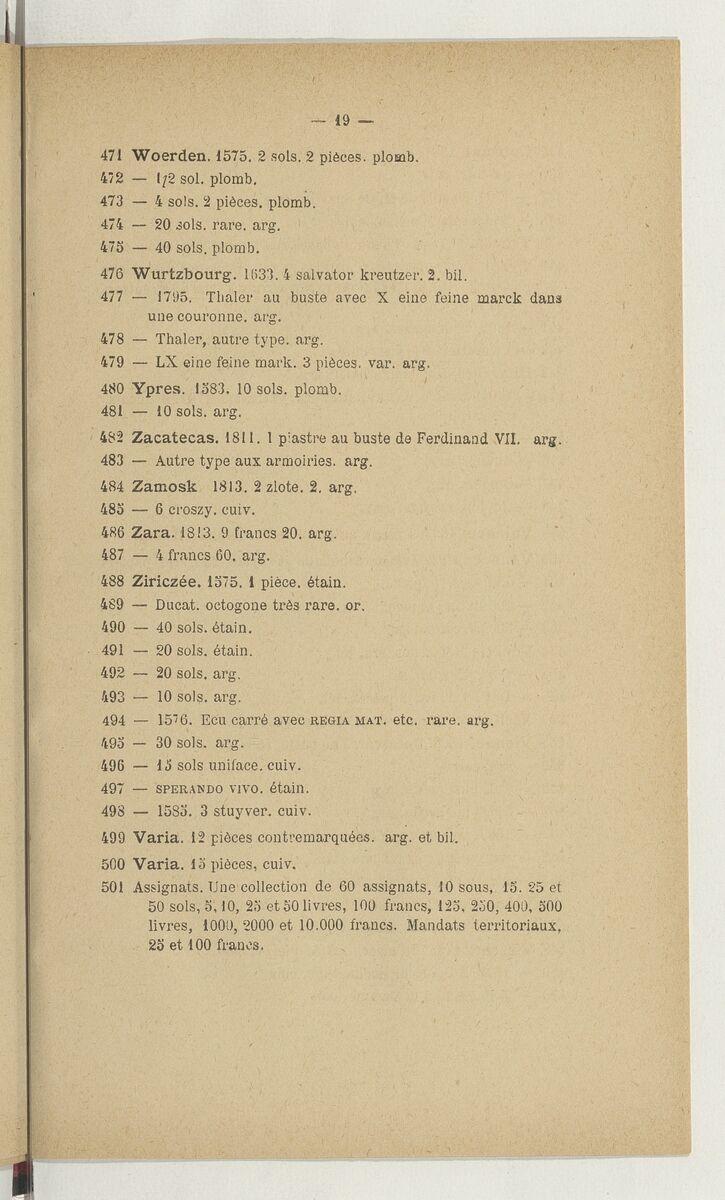 — 19 —
471 Woerden. 1575. 2 sols. 2 pièces. plomb.
472 — 1/2 sol. plomb.
473 — 4 sols. 2 pièces. plomb.
474 — 20 sols. rare. arg.
475 — 40 sols. plomb.
476 Wurtzbourg. 1633. 4 salvator kreutzer. 2. bil.
477 — 1795. Thaler au buste avec X eine feine marck dans
une couronne. arg.
478 — Thaler, autre type. arg.
479 — LX eine feine mark. 3 pièces. var. arg.
480 Ypres. 1583. 10 sols. plomb.
481 — 10 sols. arg.
482 Zacatecas. 1811. 1 piastre au buste de Ferdinand VII. arg.
483 — Autre type aux armoiries. arg.
484 Zamosk 1813. 2 zlote. 2. arg.
485 — 6 croszy. cuiv.
486 Zara. 1813. 9 francs 20. arg.
487 — 4 francs 60. arg.
488 Ziriczée. 1575. 1 pièce. étain.
489 — Ducat. octogone très rare. or.
490 — 40 sols. étain.
491 — 20 sols. étain.
492 — 20 sols. arg.
493 — 10 sols. arg.
494 — 1576. Ecu carré avec REGIA MAT. etc. rare. arg.
495 — 30 sols. arg.
496 — 15 sols uniface. cuiv.
497 — SPERANDO VIVO. étain.
498 — 1585. 3 stuyver. cuiv.
499 Varia. 12 pièces contremarquées. arg. et bil.
500 Varia. 15 pièces, cuiv.
501 Assignats. Une collection de 60 assignats, 10 sous, 15. 25 et
50 sols, 5, 10, 25 et 50 livres, 100 francs, 125, 250, 400, 500
livres, 1000, 2000 et 10.000 francs. Mandats territoriaux,
25 et 100 francs.